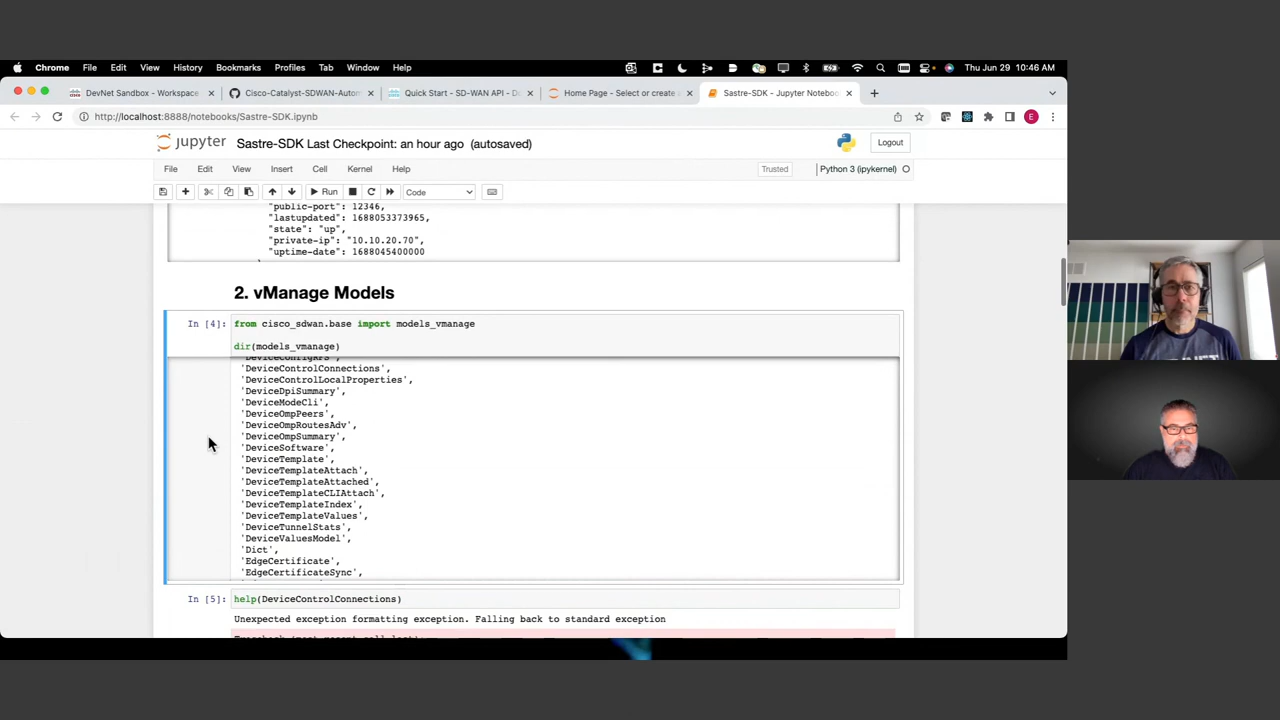 Chrome File Edit View History Bookmarks Profiles Tab Window Help Thu Jun 29 10:46 AM
DevNet Sandbox - Workspace Cisco-Catalyst-SDWAN-Autom Quick Start - SD-WAN API - D Home Page - Select or create a Sastre-SDK - Jupyter Noteboo
http://localhost:8888/notebooks/Sastre-SDK.ipynb E
jupyter Sastre-SDK Last Checkpoint: an hour ago (autosaved) Logout
File Edit View Insert Cell Kernel Help Trusted Python 3 (ipykernel)
Run Code
"public-port": 12346,
"lastupdated": 1688053373965,
"state": "up",
"private-ip": "10.10.20.70",
"uptime-date": 1688045400000
2. vManage Models
In [4]: from cisco_sdwan.base import models_vmanage
dir(models_vmanage)
'DeviceConfigRFS',
'DeviceControlConnections',
'DeviceControlLocalProperties',
'DeviceDpiSummary',
'DeviceModeCli',
'DeviceOmpPeers',
'DeviceOmpRoutesAdv',
'DeviceOmpSummary',
'DeviceSoftware',
'DeviceTemplate',
'DeviceTemplateAttach',
'DeviceTemplateAttached',
'DeviceTemplateCLIAttach',
'DeviceTemplateIndex',
'DeviceTemplateValues',
'DeviceTunnelStats',
'DeviceValuesModel',
'Dict',
'EdgeCertificate',
'EdgeCertificateSync',
In [5]: help(DeviceControlConnections)
Unexpected exception formatting exception. Falling back to standard exception